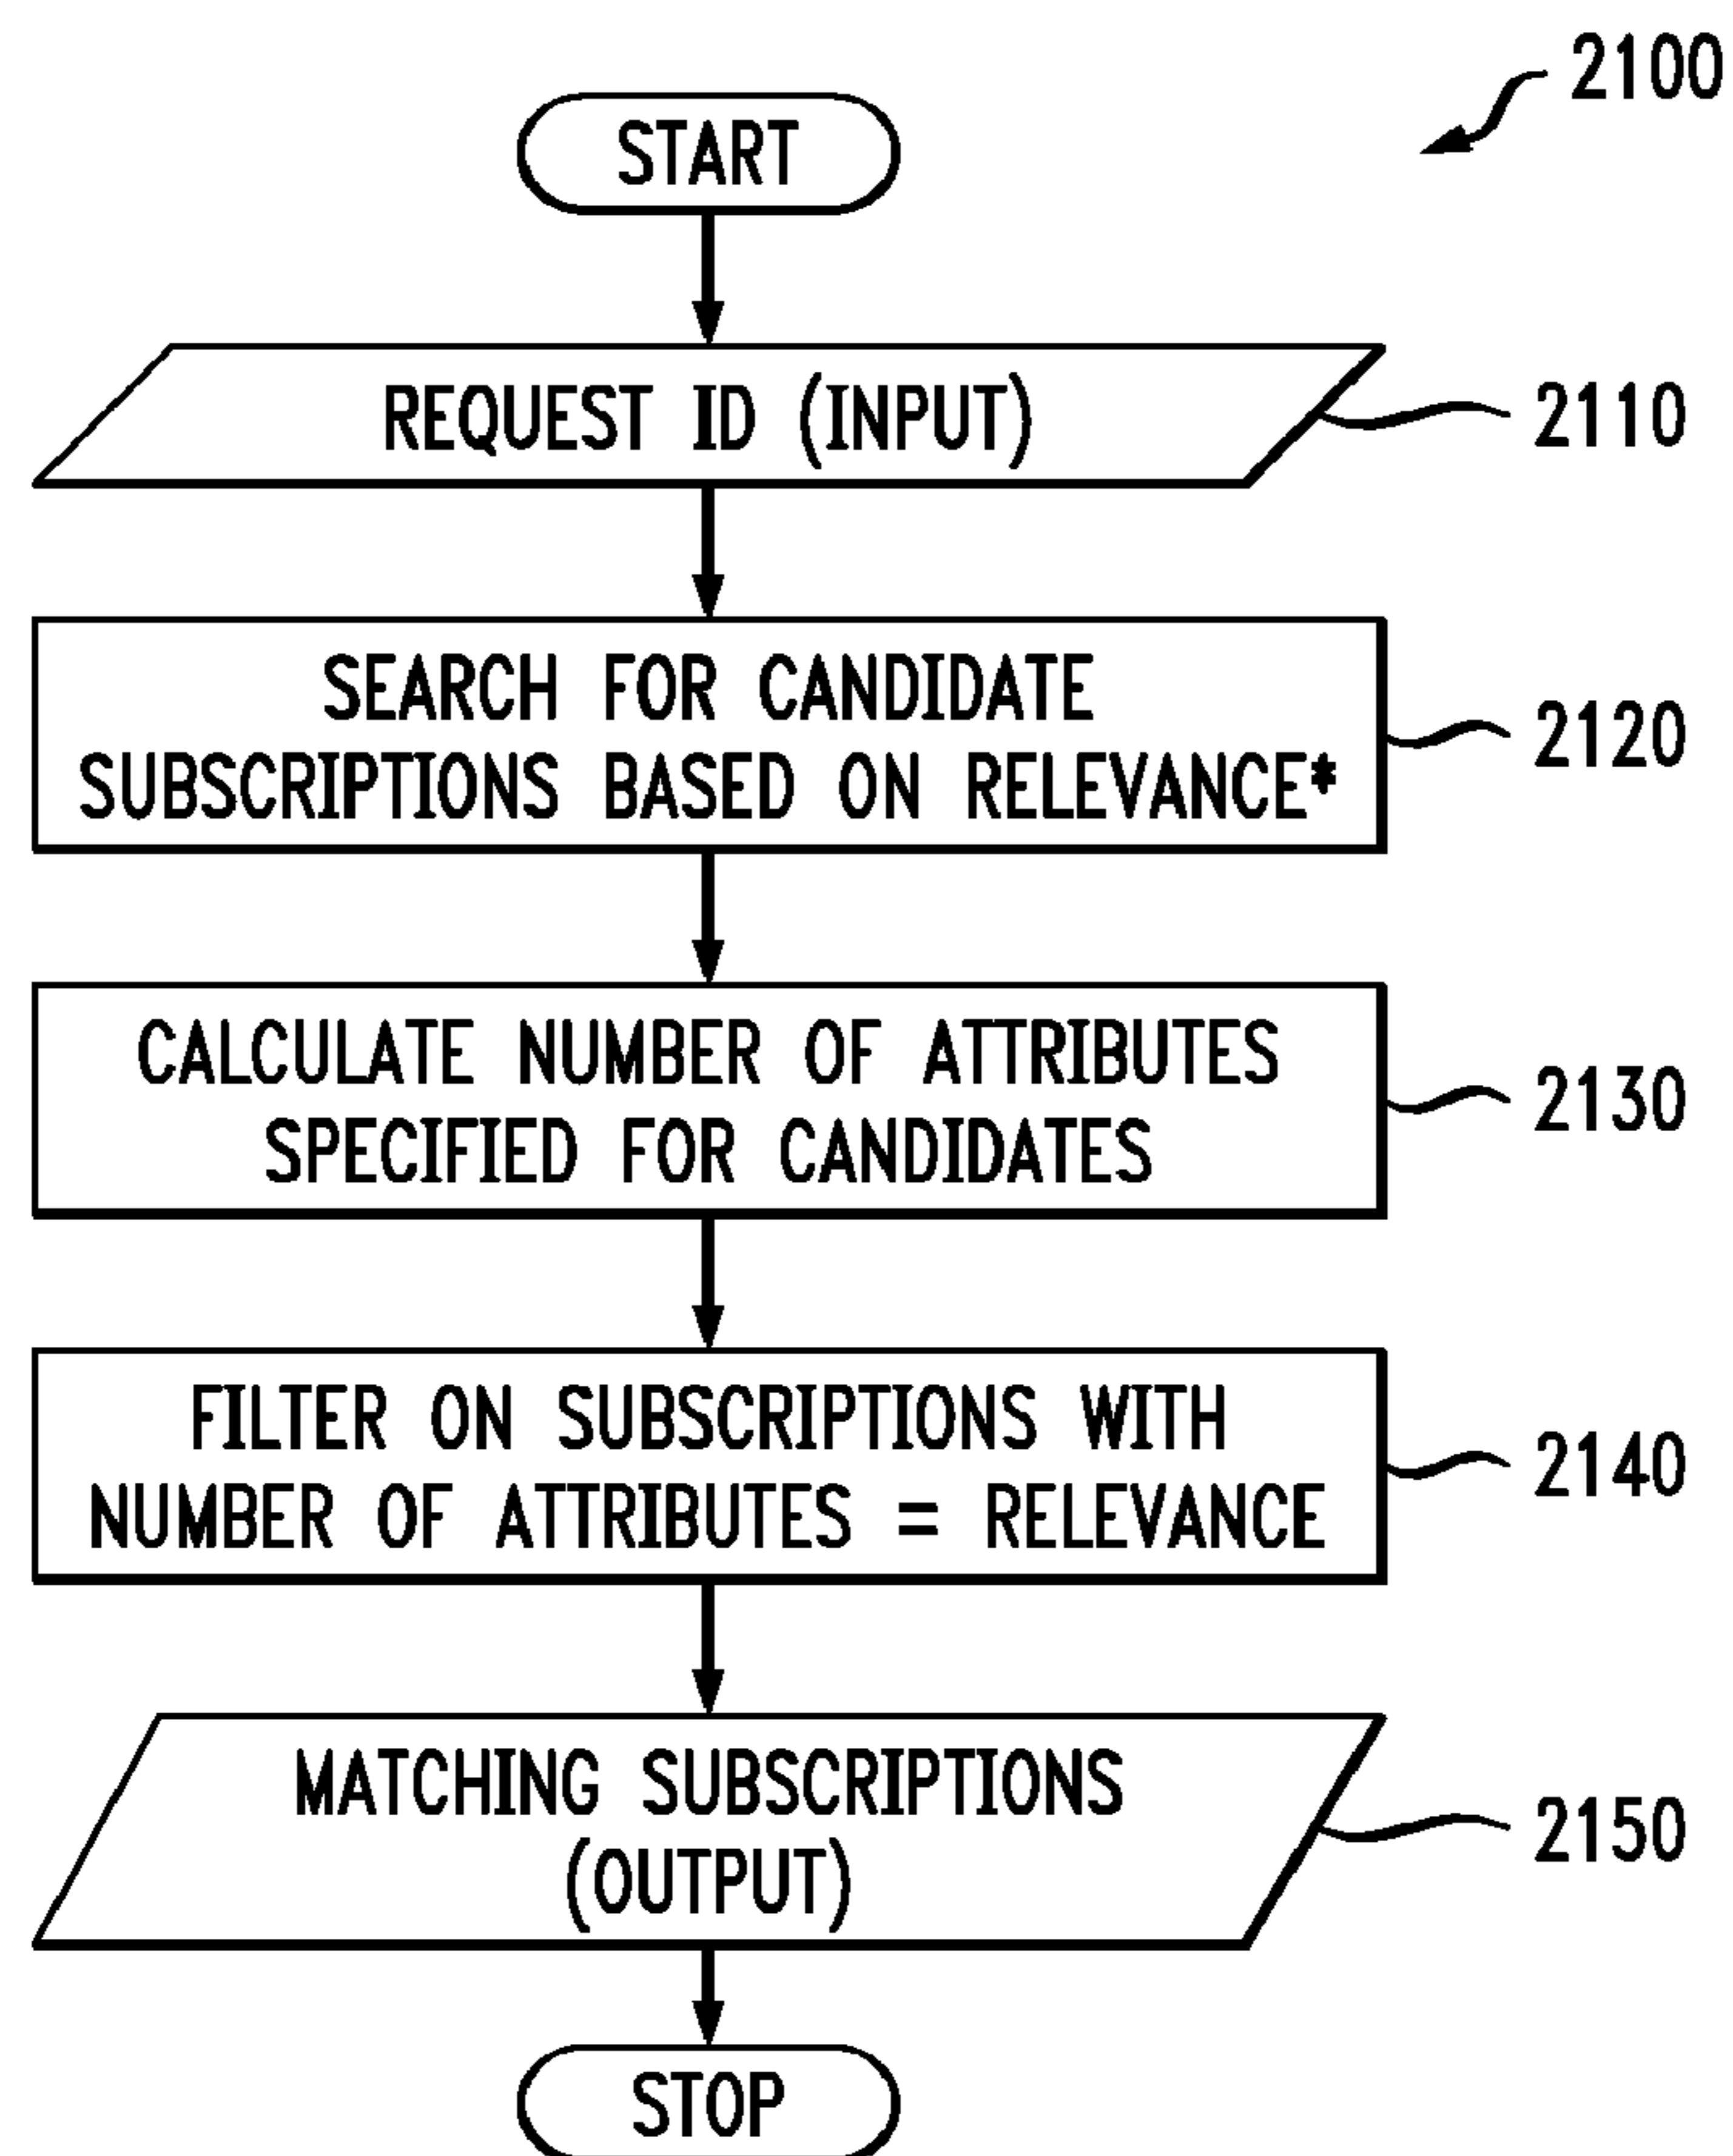 2100
START
REQUEST ID (INPUT)
2110
SEARCH FOR CANDIDATE
SUBSCRIPTIONS BASED ON RELEVANCE*
2120
CALCULATE NUMBER OF ATTRIBUTES
SPECIFIED FOR CANDIDATES
2130
FILTER ON SUBSCRIPTIONS WITH
NUMBER OF ATTRIBUTES = RELEVANCE
2140
MATCHING SUBSCRIPTIONS
(OUTPUT)
2150
STOP